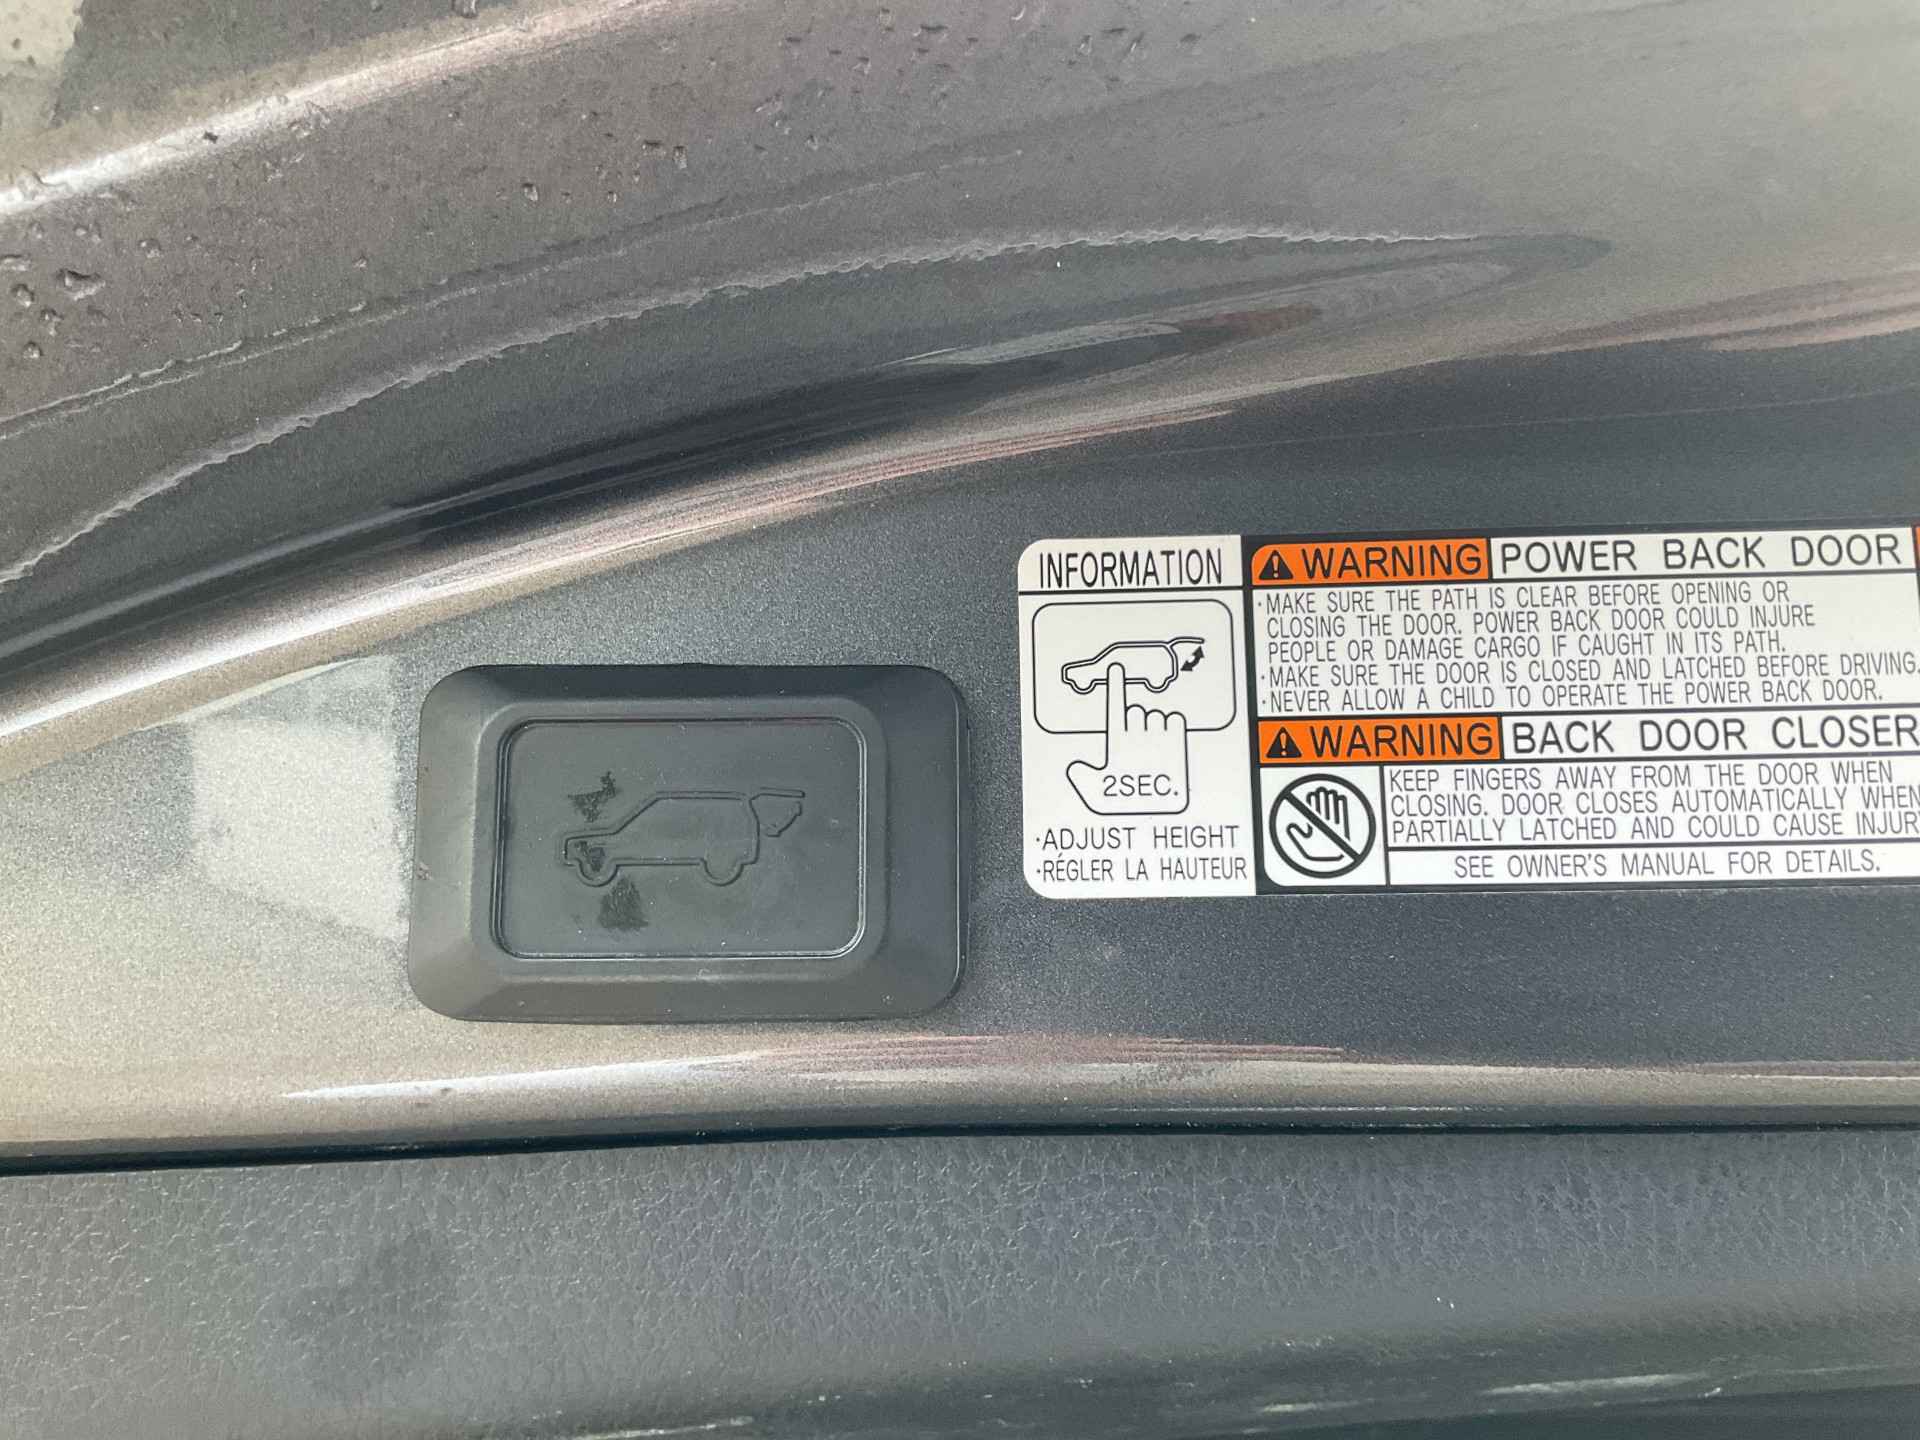 INFORMATION
2SEC.
·ADJUST HEIGHT
·RÉGLER LA HAUTEUR
WARNING POWER BACK DOOR
·MAKE SURE THE PATH IS CLEAR BEFORE OPENING OR
CLOSING THE DOOR. POWER BACK DOOR COULD INJURE
PEOPLE OR DAMAGE CARGO IF CAUGHT IN ITS PATH.
·MAKE SURE THE DOOR IS CLOSED AND LATCHED BEFORE DRIVING.
·NEVER ALLOW A CHILD TO OPERATE THE POWER BACK DOOR.
WARNING BACK DOOR CLOSER
KEEP FINGERS AWAY FROM THE DOOR WHEN
CLOSING. DOOR CLOSES AUTOMATICALLY WHEN
PARTIALLY LATCHED AND COULD CAUSE INJURY
SEE OWNER'S MANUAL FOR DETAILS.